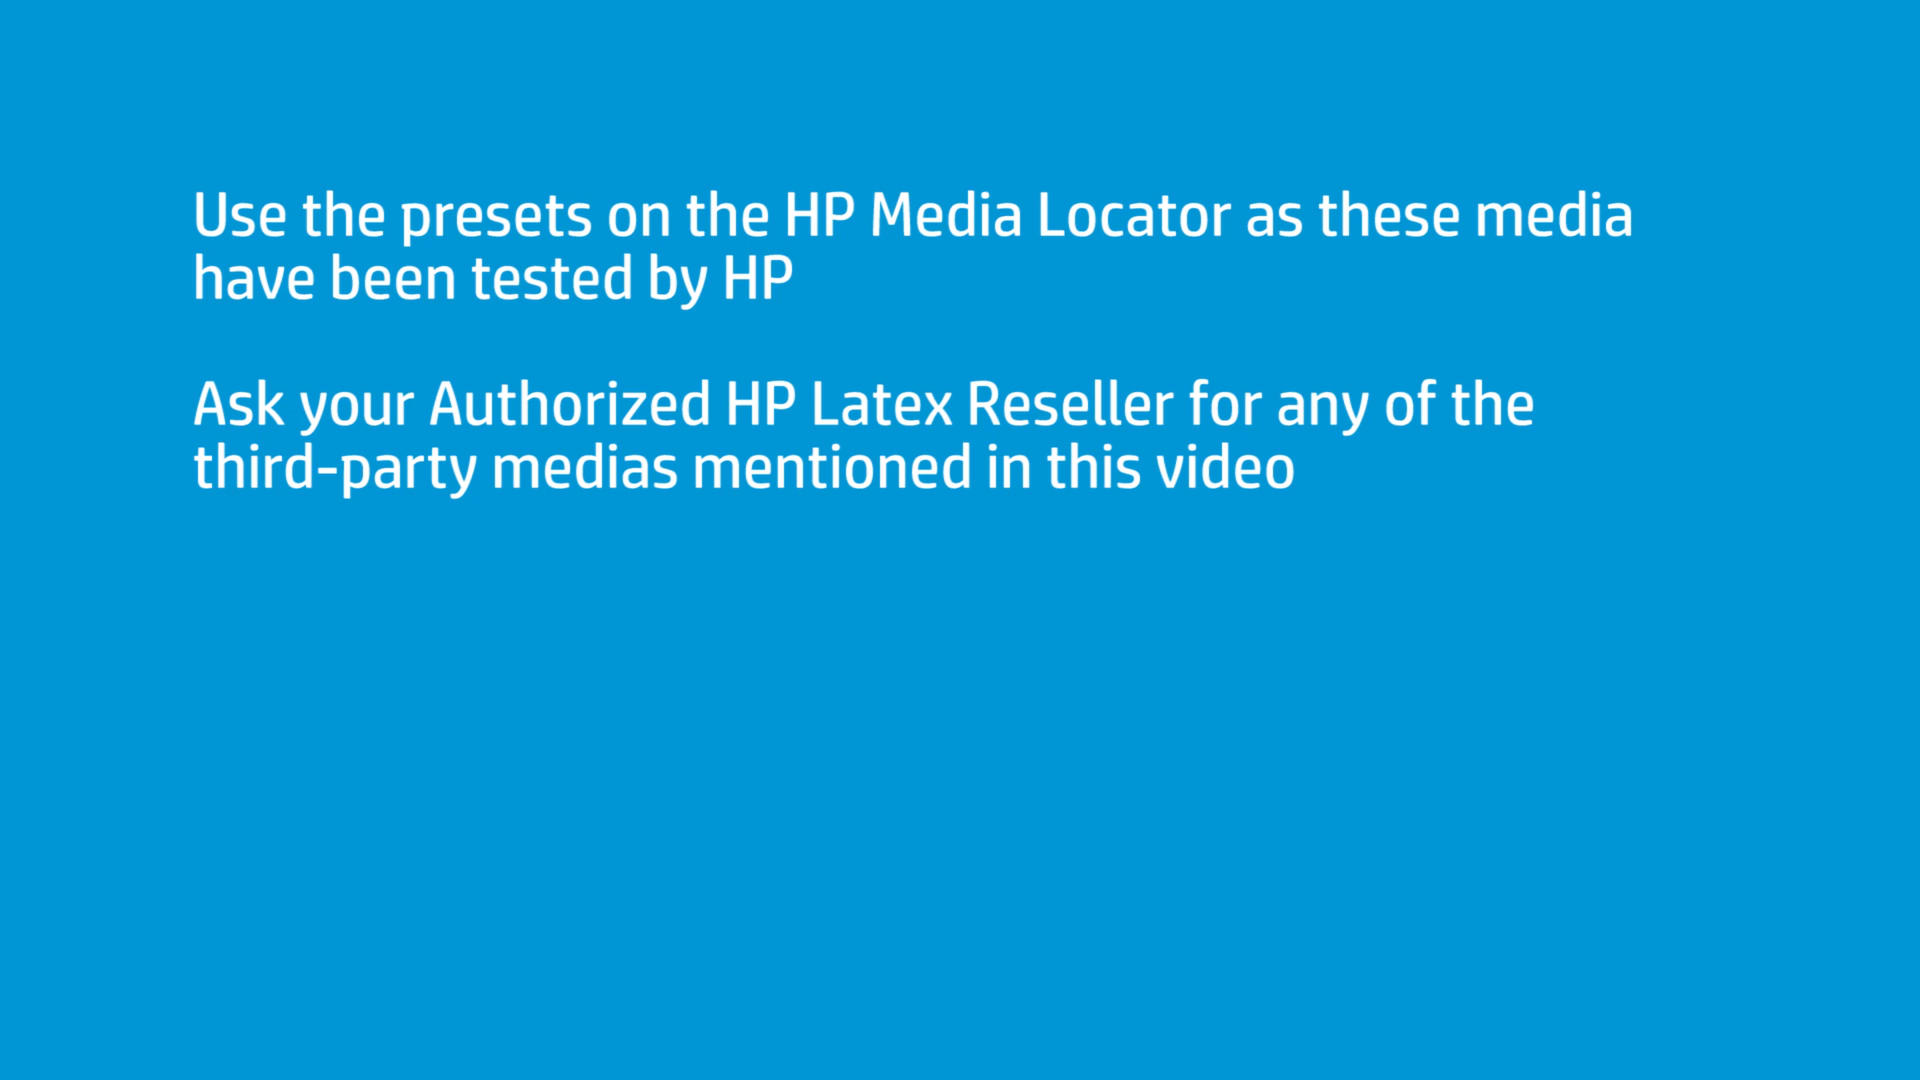 Use the presets on the HP Media Locator as these media
have been tested by HP
Ask your Authorized HP Latex Reseller for any of the
third-party medias mentioned in this video